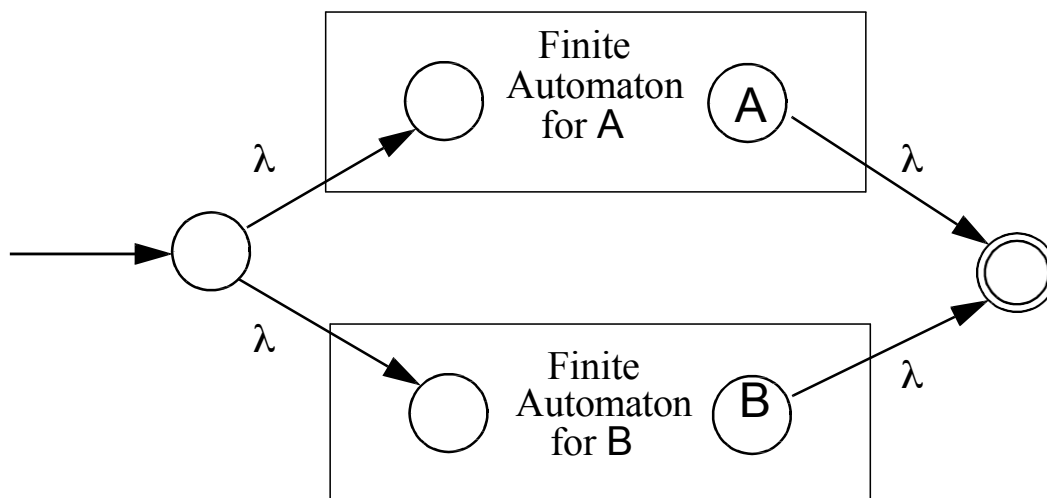 Finite
Automaton
for A
A
λ
λ
λ
λ
Finite
Automaton
for B
B